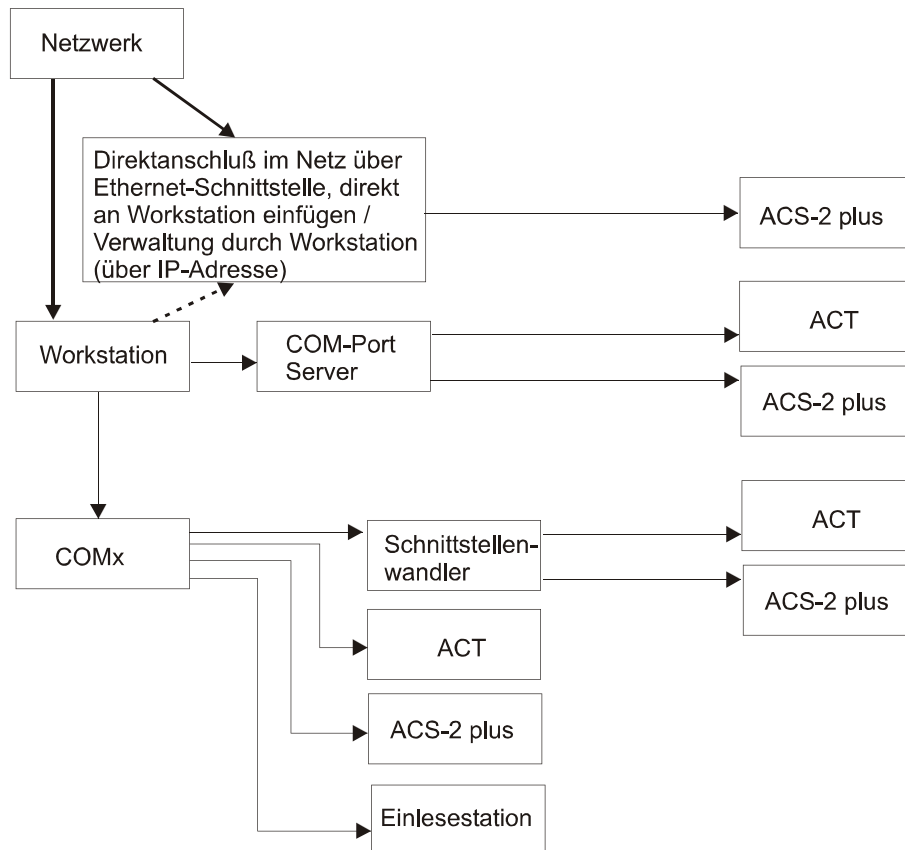 Netzwerk
Direktanschluß im Netz über
Ethernet-Schnittstelle, direkt
an Workstation einfügen /
Verwaltung durch Workstation
(über IP-Adresse)
ACS-2 plus
Workstation
COM-Port
Server
ACT
ACS-2 plus
COMx
Schnittstellen-
wandler
ACT
ACS-2 plus
ACT
ACS-2 plus
Einlesestation